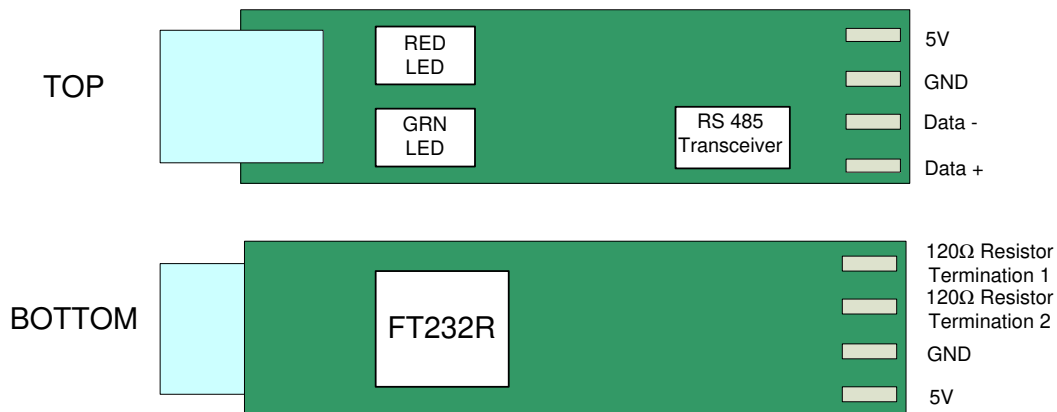 TOP
RED
LED
GRN
LED
RS 485
Transceiver
5V
GND
Data -
Data +
BOTTOM
FT232R
120Ω Resistor
Termination 1
120Ω Resistor
Termination 2
GND
5V